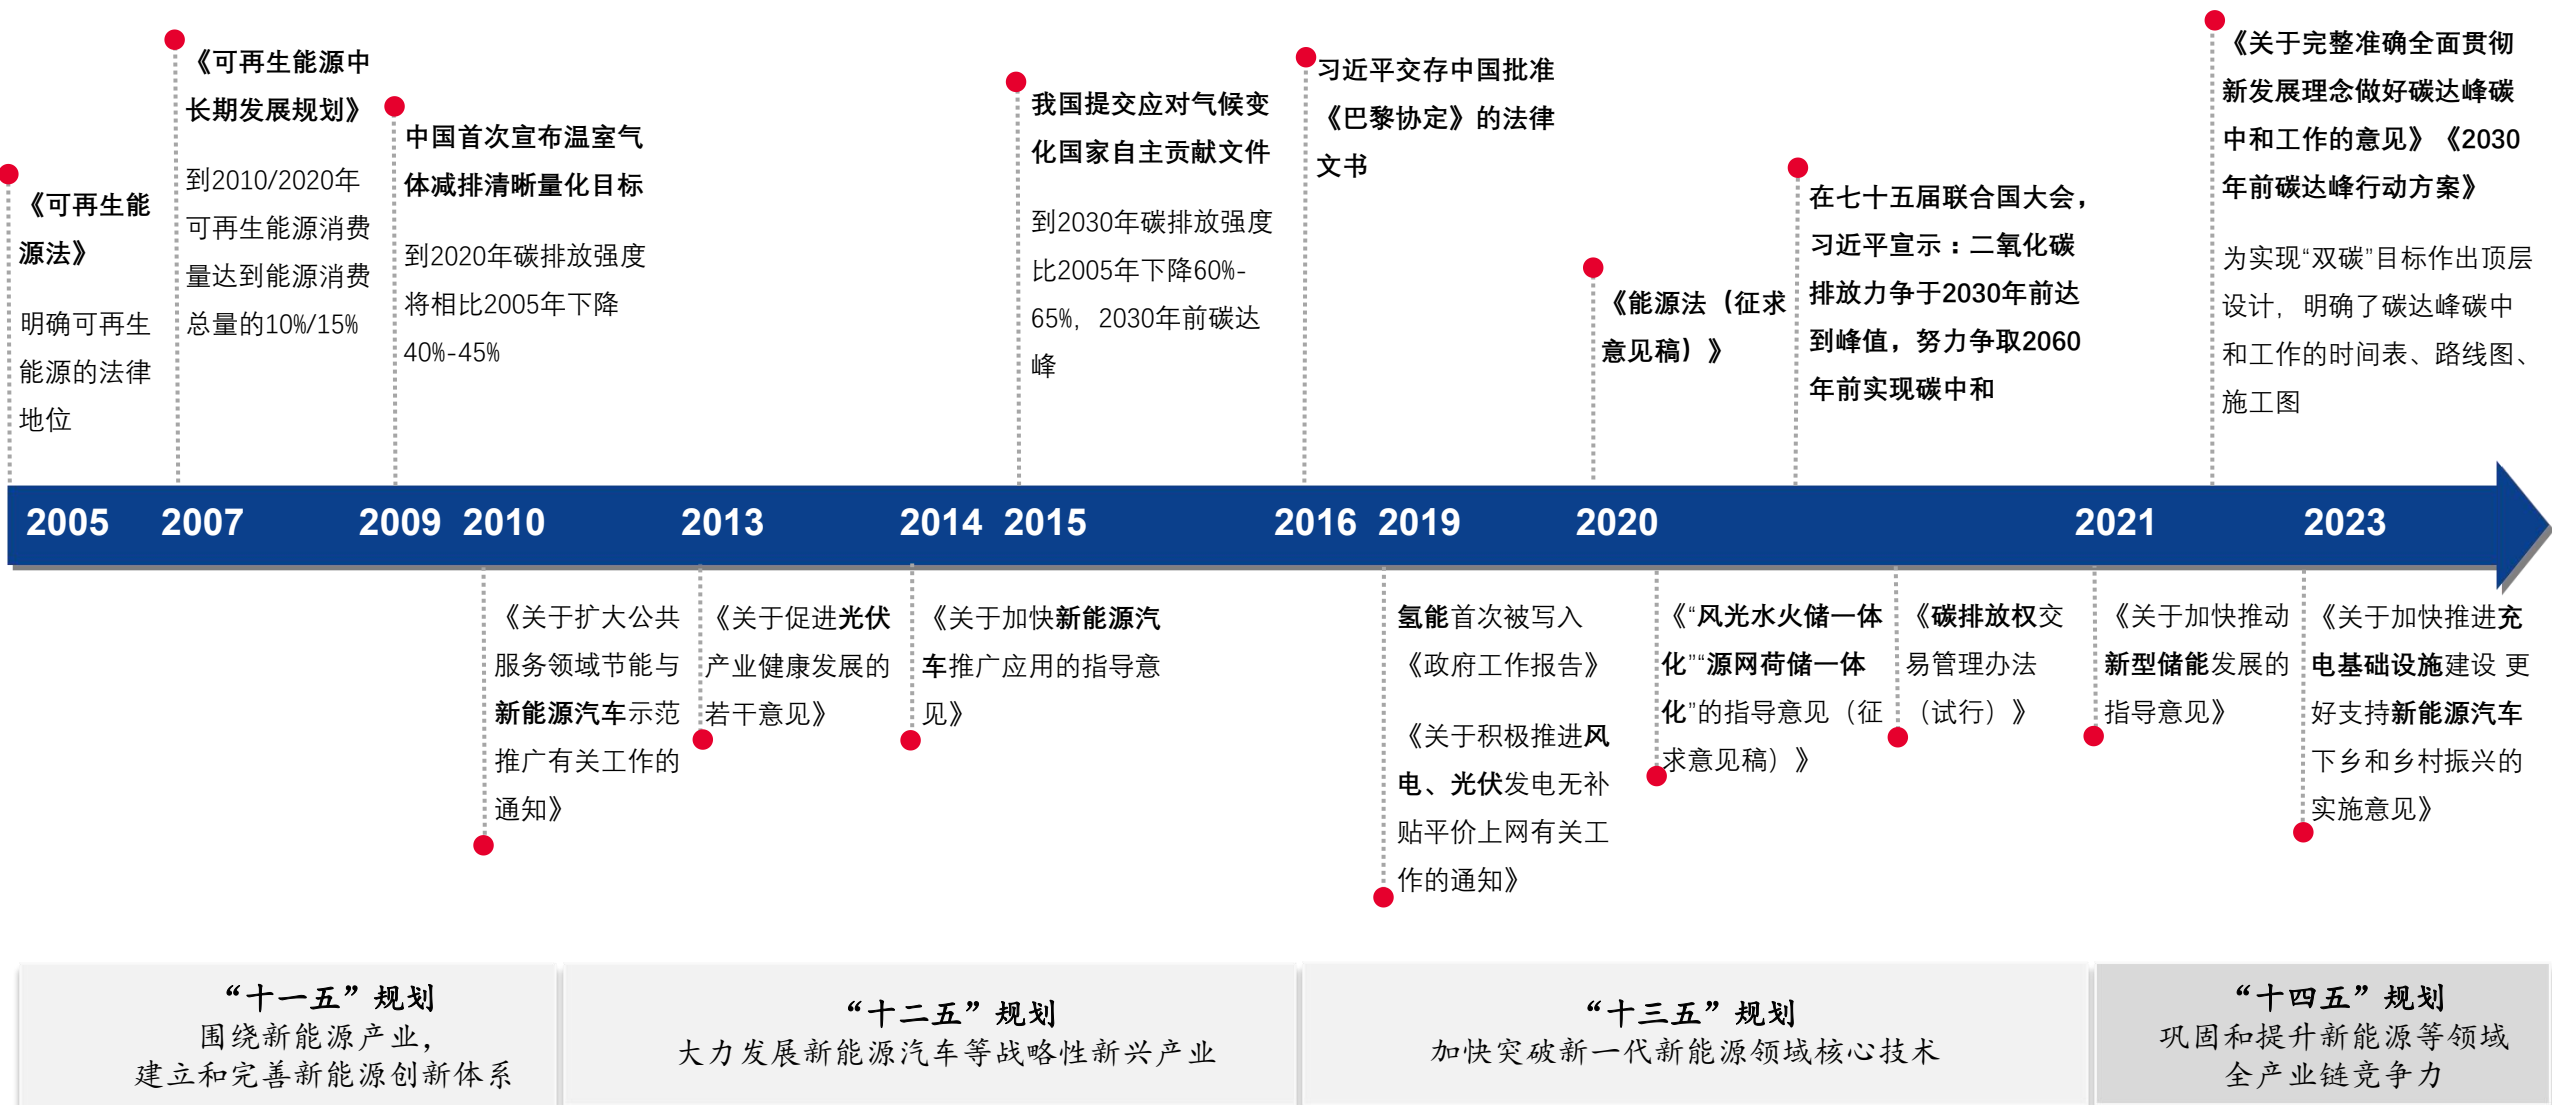 《可再生能
源法》
明确可再生
能源的法律
地位
《可再生能源中
长期发展规划》
到2010/2020年
可再生能源消费
量达到能源消费
总量的10%/15%
中国首次宣布温室气
体减排清晰量化目标
到2020年碳排放强度
将相比2005年下降
40%-45%
我国提交应对气候变
化国家自主贡献文件
到2030年碳排放强度
比2005年下降60%-
65%，2030年前碳达
峰
习近平交存中国批准
《巴黎协定》的法律
文书
《能源法（征求
意见稿）》
在七十五届联合国大会，
习近平宣示：二氧化碳
排放力争于2030年前达
到峰值，努力争取2060
年前实现碳中和
《关于完整准确全面贯彻
新发展理念做好碳达峰碳
中和工作的意见》《2030
年前碳达峰行动方案》
为实现“双碳”目标作出顶层
设计，明确了碳达峰碳中
和工作的时间表、路线图、
施工图
2005 2007 2009 2010 2013 2014 2015 2016 2019 2020 2021 2023
《关于扩大公共
服务领域节能与
新能源汽车示范
推广有关工作的
通知》
《关于促进光伏
产业健康发展的
若干意见》
《关于加快新能源汽
车推广应用的指导意
见》
氢能首次被写入
《政府工作报告》
《关于积极推进风
电、光伏发电无补
贴平价上网有关工
作的通知》
《“风光水火储一体
化”“源网荷储一体
化”的指导意见（征
求意见稿）》
《碳排放权交
易管理办法
（试行）》
《关于加快推动
新型储能发展的
指导意见》
《关于加快推进充
电基础设施建设 更
好支持新能源汽车
下乡和乡村振兴的
实施意见》
“十一五”规划
围绕新能源产业，
建立和完善新能源创新体系
“十二五”规划
大力发展新能源汽车等战略性新兴产业
“十三五”规划
加快突破新一代新能源领域核心技术
“十四五”规划
巩固和提升新能源等领域
全产业链竞争力